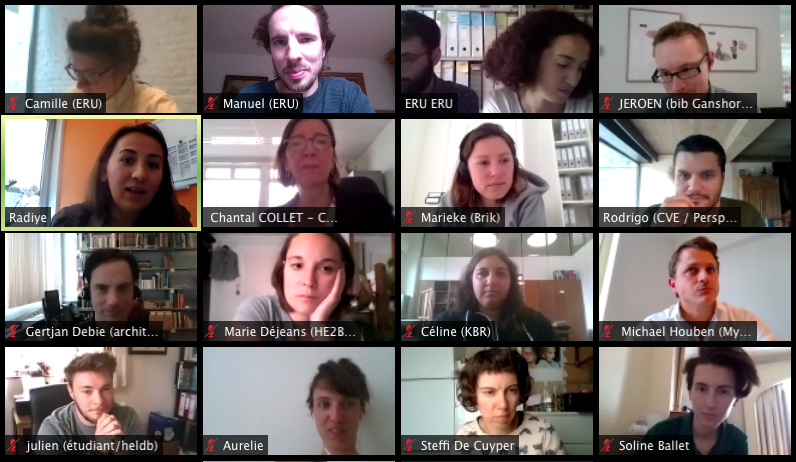 Camille (ERU)
Manuel (ERU)
ERU ERU
JEROEN (bib Ganshor...
Radiye
Chantal COLLET - C...
Marieke (Brik)
Rodrigo (CVE / Persp...
Gertjan Debie (archit...
Marie Déjeans (HE2B...
Céline (KBR)
Michael Houben (My...
julien (étudiant/heldb)
Aurelie
Steffi De Cuyper
Soline Ballet